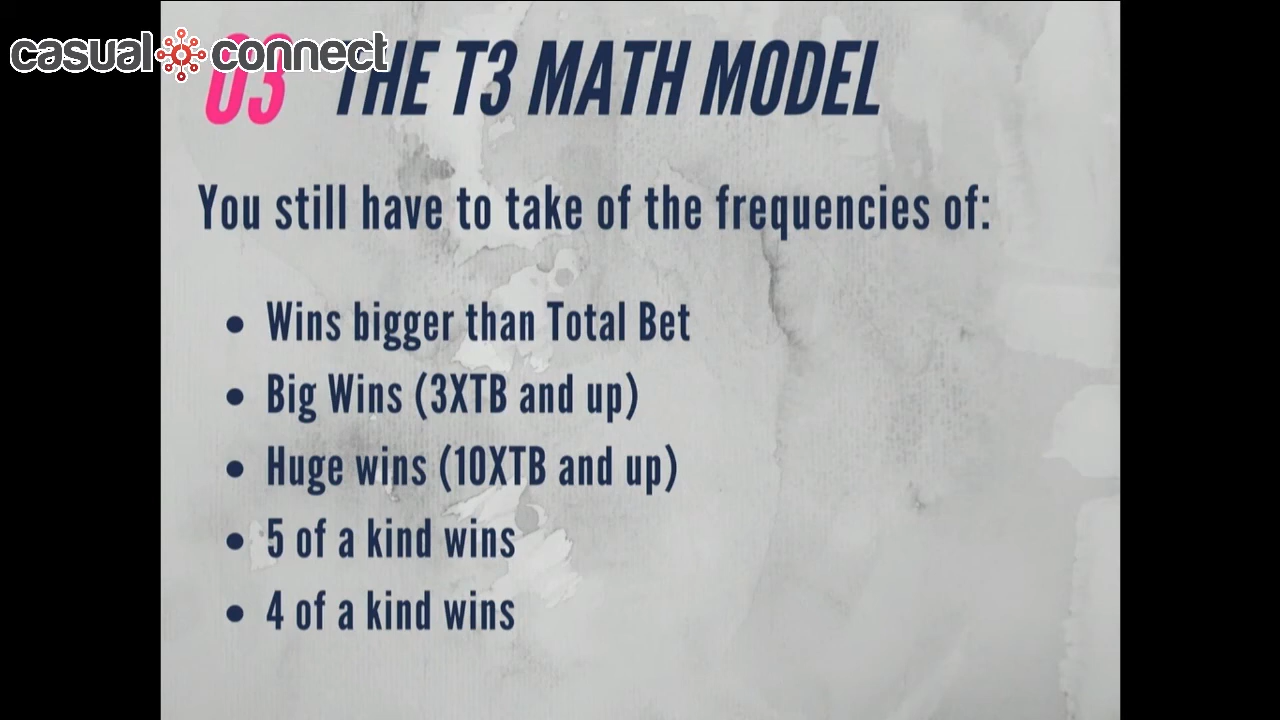 casual connect
03 THE T3 MATH MODEL
You still have to take of the frequencies of:
• Wins bigger than Total Bet
• Big Wins (3XTB and up)
• Huge wins (10XTB and up)
• 5 of a kind wins
• 4 of a kind wins